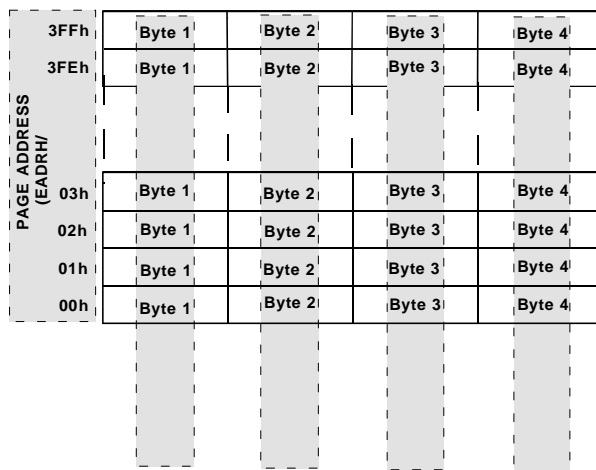 PAGE ADDRESS
(EADRH/
3FFh Byte 1 Byte 2 Byte 3 Byte 4
3FEh Byte 1 Byte 2 Byte 3 Byte 4
03h Byte 1 Byte 2 Byte 3 Byte 4
02h Byte 1 Byte 2 Byte 3 Byte 4
01h Byte 1 Byte 2 Byte 3 Byte 4
00h Byte 1 Byte 2 Byte 3 Byte 4